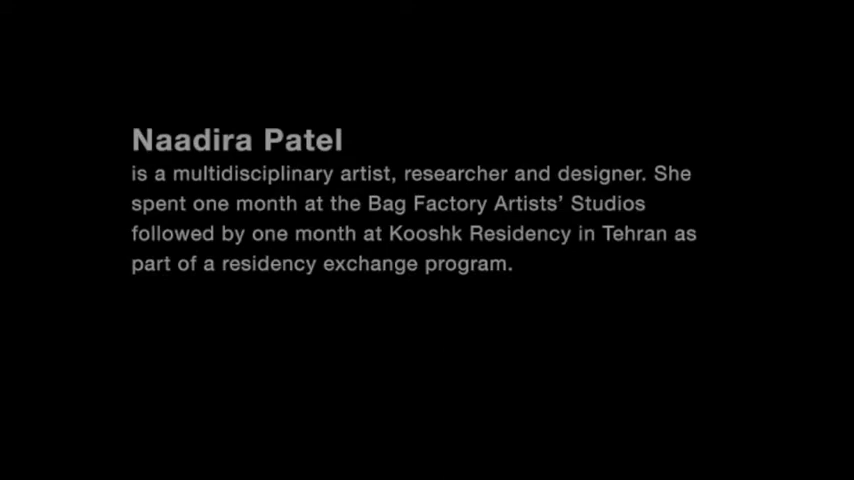 Naadira Patel
is a multidisciplinary artist, researcher and designer. She
spent one month at the Bag Factory Artists’ Studios
followed by one month at Kooshk Residency in Tehran as
part of a residency exchange program.